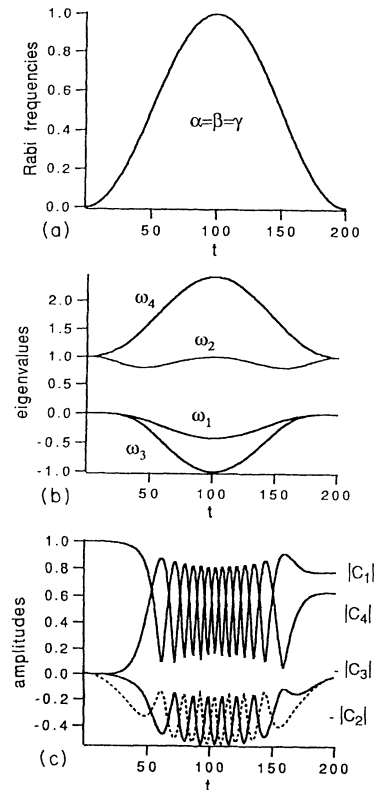 1.0
0.8
0.6
0.4
0.2
0.0
Rabi frequencies
α=β=γ
50 100 150 200
t
(a)
2.0
1.5
1.0
0.5
0.0
-0.5
-1.0
eigenvalues
ω4
ω2
ω1
ω3
50 100 150 200
t
(b)
1.0
0.8
0.6
0.4
0.2
0.0
-0.2
-0.4
amplitudes
|C1|
|C4|
-|C3|
-|C2|
0 50 100 150 200
t
(c)